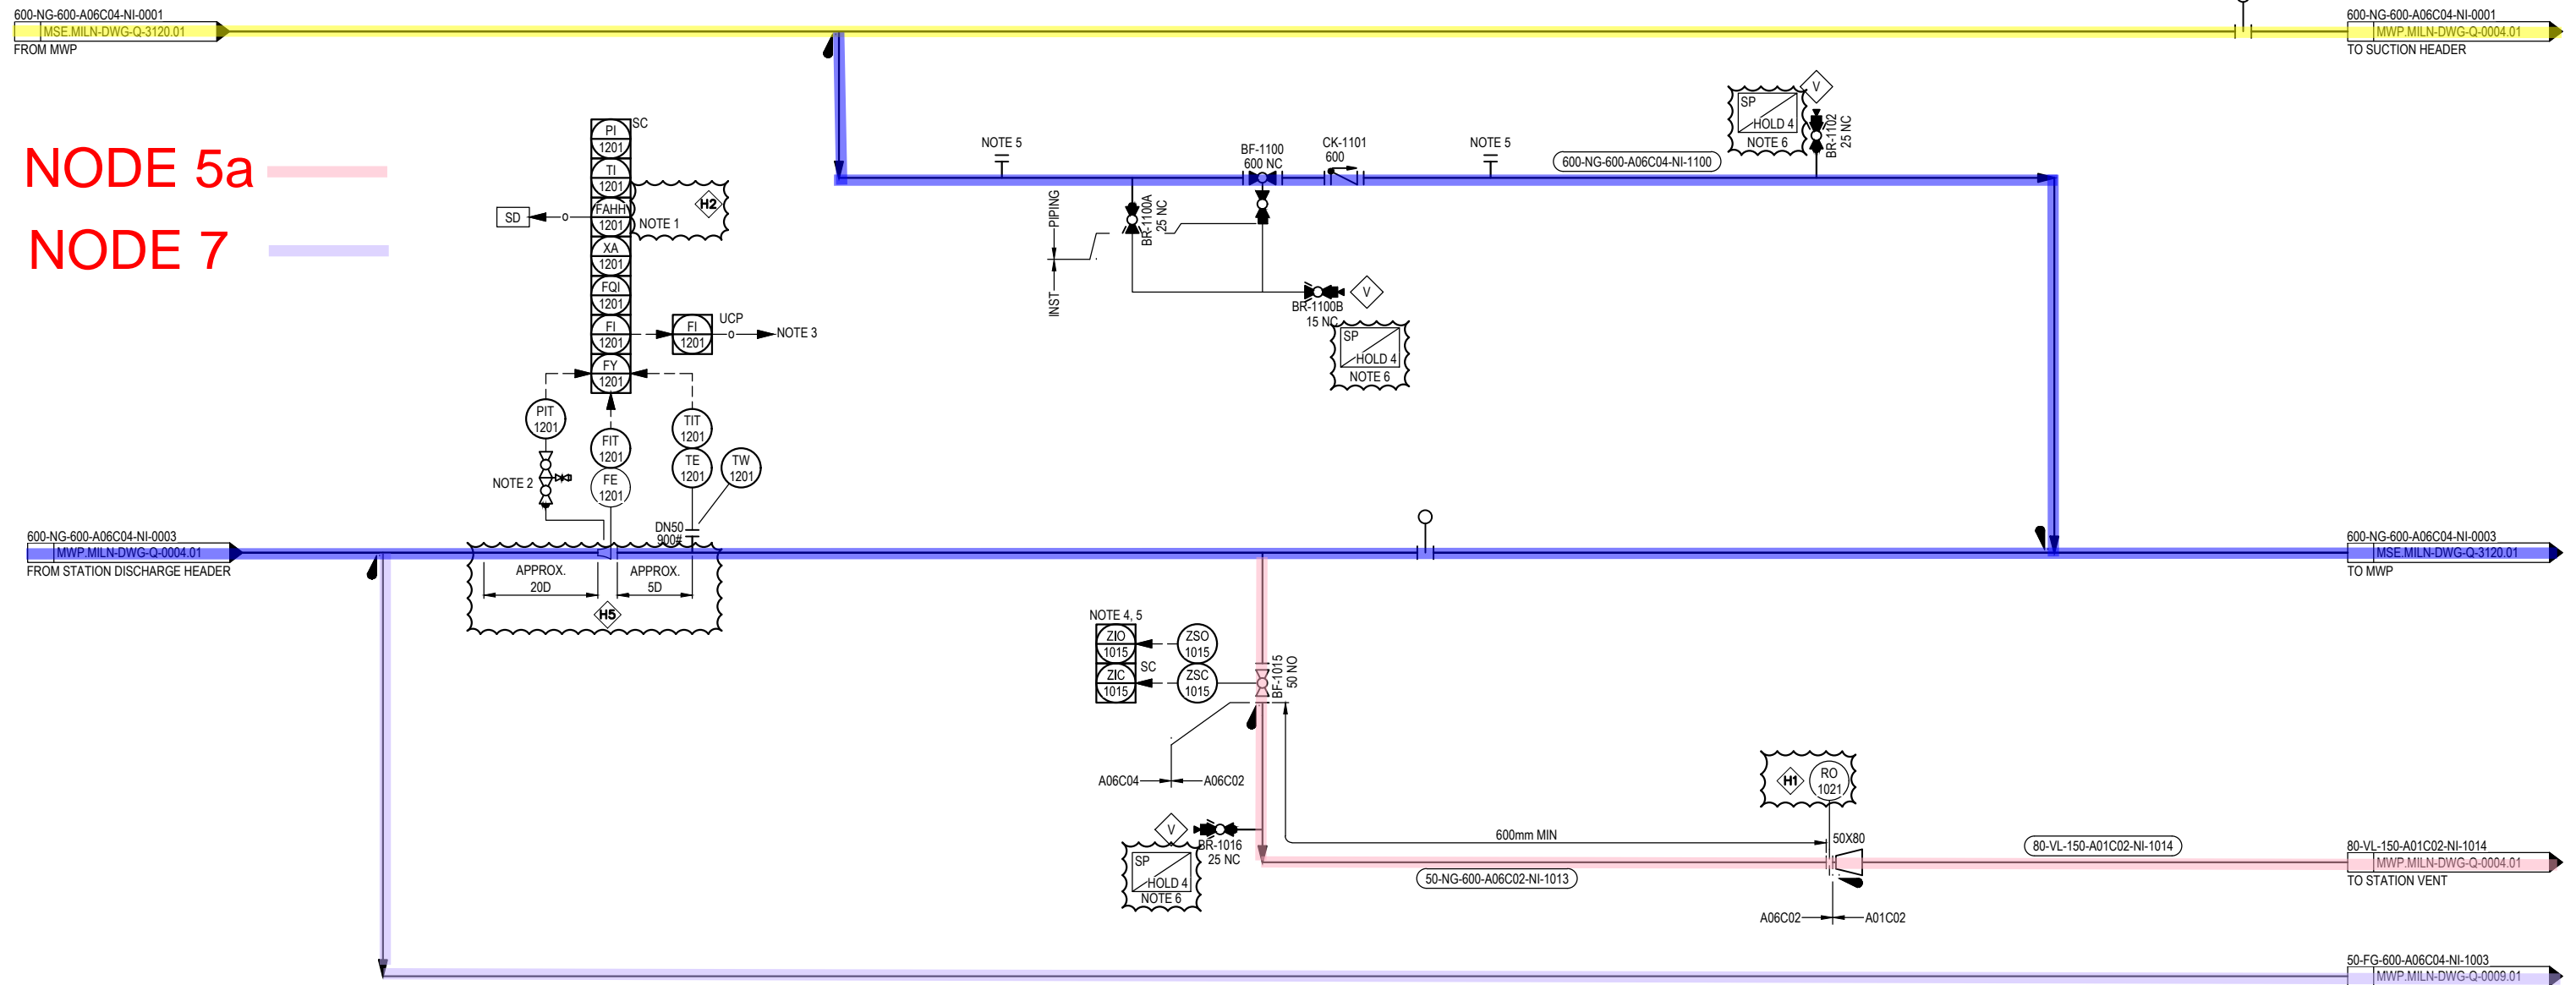 600-NG-600-A06C04-NI-0001
MSE.MILN-DWG-Q-3120.01
FROM MWP
600-NG-600-A06C04-NI-0001
MWP.MILN-DWG-Q-0004.01
TO SUCTION HEADER
NODE 5a
NODE 7
PI
1201
SC
TI
1201
FAHH
1201
SD
o
NOTE 1
H2
XA
1201
FQI
1201
FI
1201
FI
1201
UCP
o
NOTE 3
FY
1201
PIT
1201
FIT
1201
FE
1201
TIT
1201
TE
1201
TW
1201
NOTE 2
DN50
900#
NOTE 5
PIPING
INST
BR-1100A
25 NC
BF-1100
600 NC
CK-1101
600
NOTE 5
600-NG-600-A06C04-NI-1100
SP
HOLD 4
NOTE 6
V
BR-1102
25 NC
BR-1100B
15 NC
V
SP
HOLD 4
NOTE 6
600-NG-600-A06C04-NI-0003
MWP.MILN-DWG-Q-0004.01
FROM STATION DISCHARGE HEADER
APPROX.
20D
APPROX.
5D
H5
600-NG-600-A06C04-NI-0003
MSE.MILN-DWG-Q-3120.01
TO MWP
NOTE 4, 5
ZIO
1015
ZSO
1015
SC
ZIC
1015
ZSC
1015
BF-1015
50 NO
A06C04
A06C02
V
BR-1016
25 NC
SP
HOLD 4
NOTE 6
600mm MIN
H1
RO
1021
50X80
50-NG-600-A06C02-NI-1013
80-VL-150-A01C02-NI-1014
A06C02
A01C02
80-VL-150-A01C02-NI-1014
MWP.MILN-DWG-Q-0004.01
TO STATION VENT
50-FG-600-A06C04-NI-1003
MWP.MILN-DWG-Q-0009.01